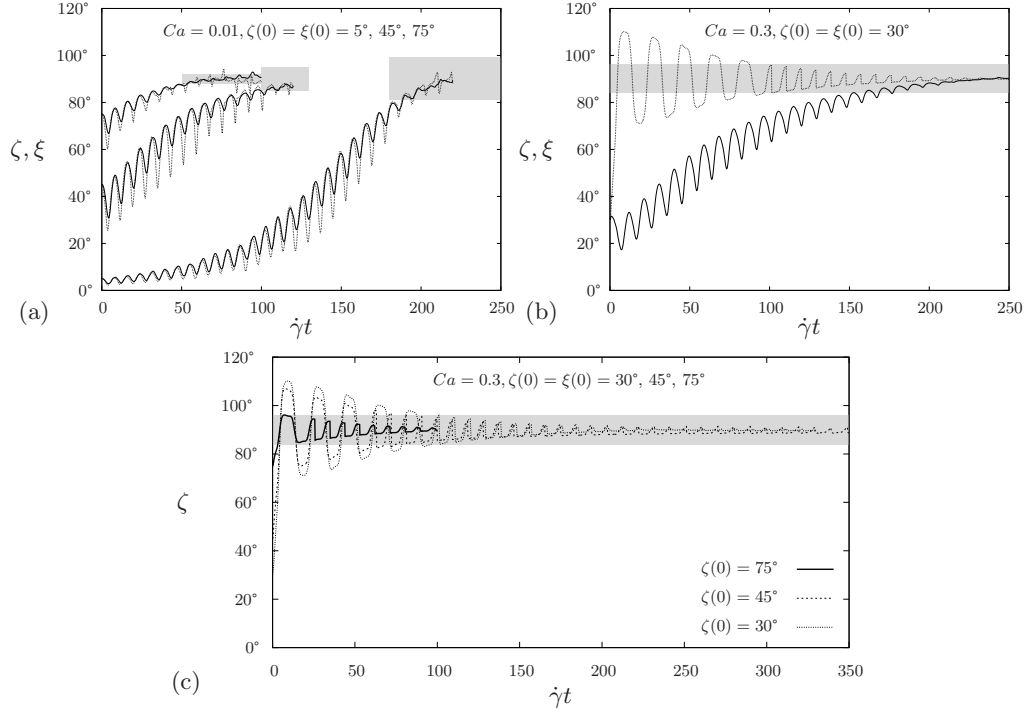 120°
100°
80°
60°
40°
20°
0°
ζ, ξ
Ca = 0.01, ζ(0) = ξ(0) = 5°, 45°, 75°
0 50 100 150 200 250
γ̇t
(a)
120°
100°
80°
60°
40°
20°
0°
ζ, ξ
Ca = 0.3, ζ(0) = ξ(0) = 30°
0 50 100 150 200 250
γ̇t
(b)
120°
100°
80°
60°
40°
20°
0°
ζ
Ca = 0.3, ζ(0) = ξ(0) = 30°, 45°, 75°
ζ(0) = 75°
ζ(0) = 45°
ζ(0) = 30°
0 50 100 150 200 250 300 350
γ̇t
(c)